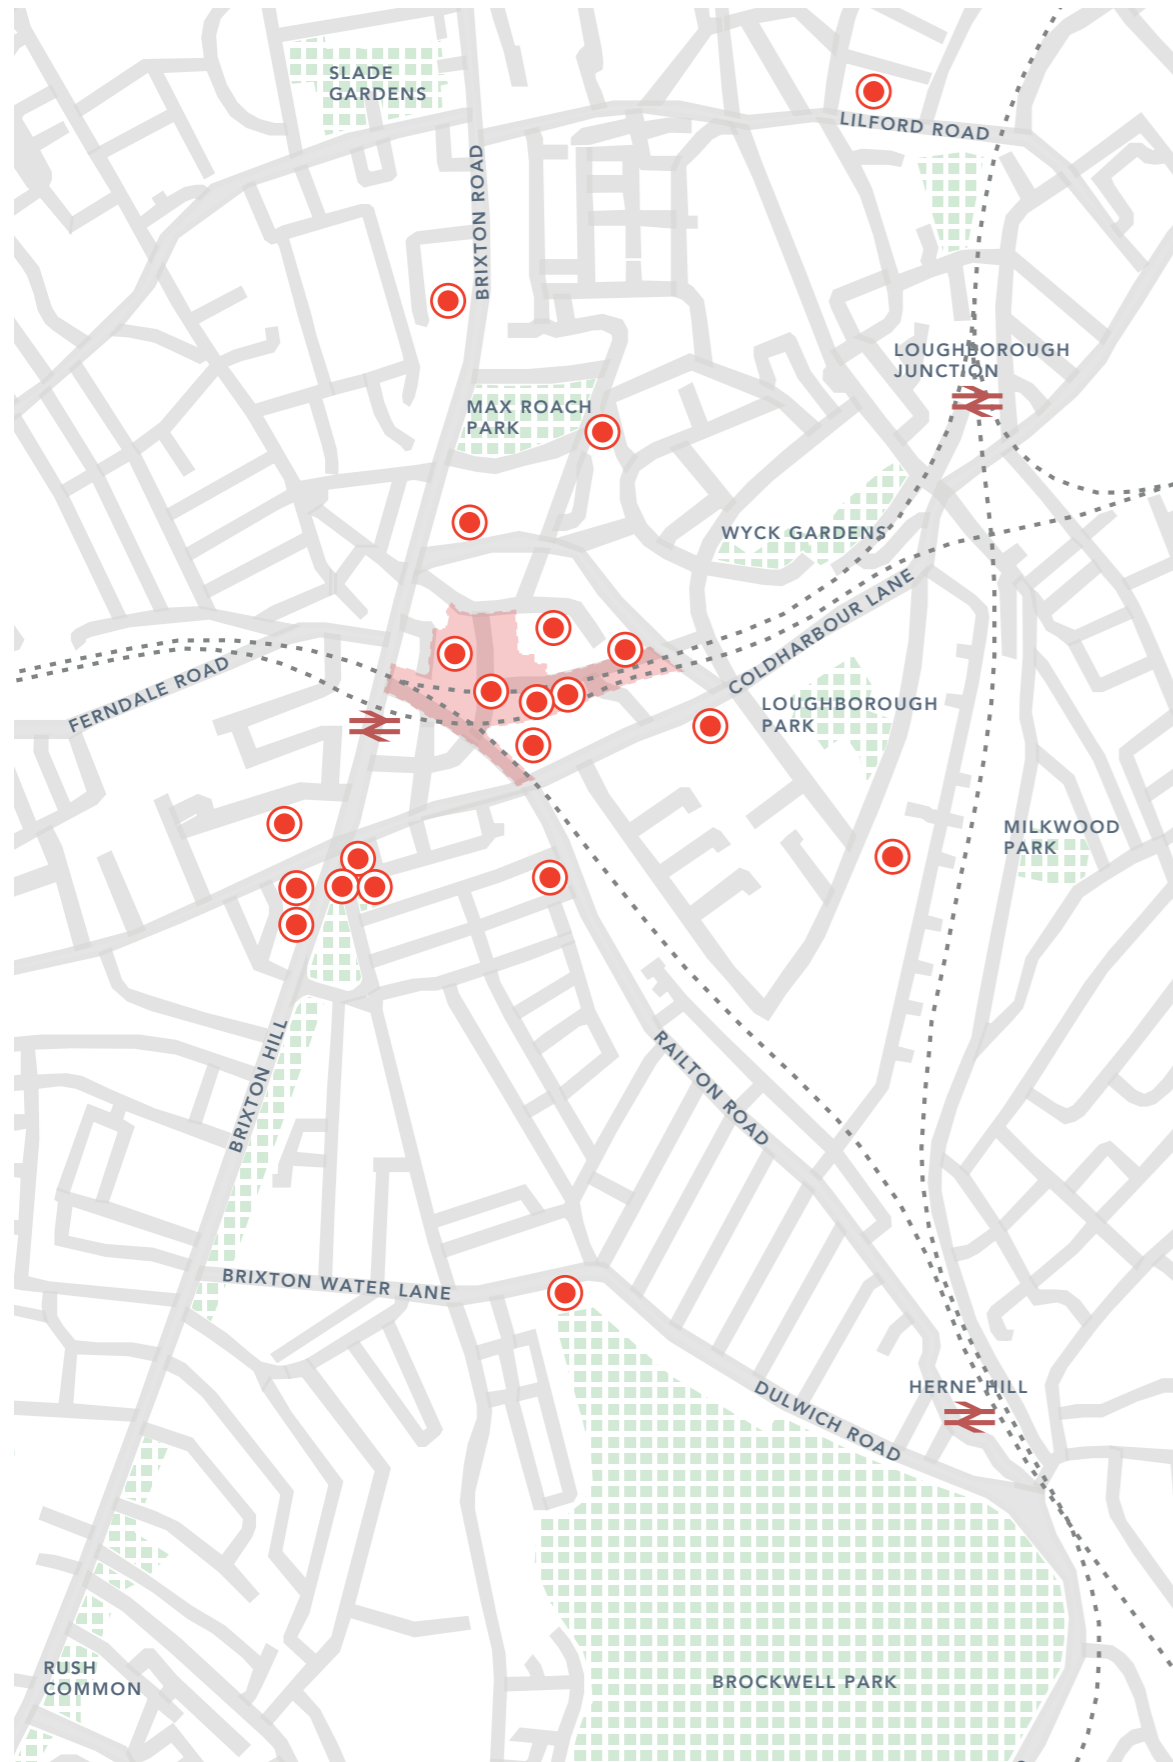 SLADE
GARDENS
LILFORD ROAD
BRIXTON ROAD
LOUGHBOROUGH
JUNCTION
MAX ROACH
PARK
WYCK GARDENS
COLDHARBOUR LANE
FERNDALE ROAD
LOUGHBOROUGH
PARK
MILKWOOD
PARK
BRIXTON HILL
RAILTON ROAD
BRIXTON WATER LANE
HERNE HILL
DULWICH ROAD
RUSH
COMMON
BROCKWELL PARK